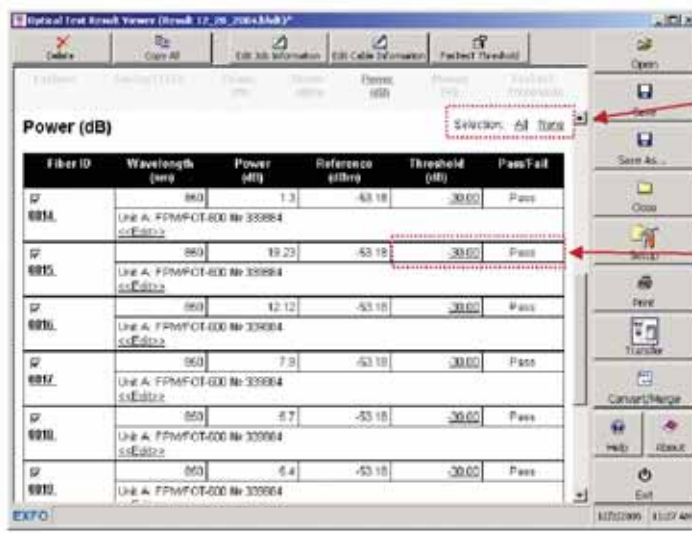 Optical Test Result Viewer (Result 12_20_2004.bkdt)*
Delete
Copy All
Edit Job Information
Edit Cable Information
Pass/Fail Threshold
Power (dB)
Selection: All None
Fiber ID Wavelength (nm) Power (dB) Reference (dBm) Threshold (dB) Pass/Fail
850 1.3 -53.18 -30.00 Pass
0014. Unit A: FPM/FOT-600 Nr 339884
<<Edit>>
850 19.23 -53.18 -30.00 Pass
0015. Unit A: FPM/FOT-600 Nr 339884
<<Edit>>
850 12.12 -53.18 -30.00 Pass
0016. Unit A: FPM/FOT-600 Nr 339884
<<Edit>>
850 7.9 -53.18 -30.00 Pass
0017. Unit A: FPM/FOT-600 Nr 339884
<<Edit>>
850 6.7 -53.18 -30.00 Pass
0018. Unit A: FPM/FOT-600 Nr 339884
<<Edit>>
850 6.4 -53.18 -30.00 Pass
0019. Unit A: FPM/FOT-600 Nr 339884
Open
Save
Save As...
Close
Setup
Print
Transfer
Convert/Merge
Help About
Exit
EXFO
11:27 AM